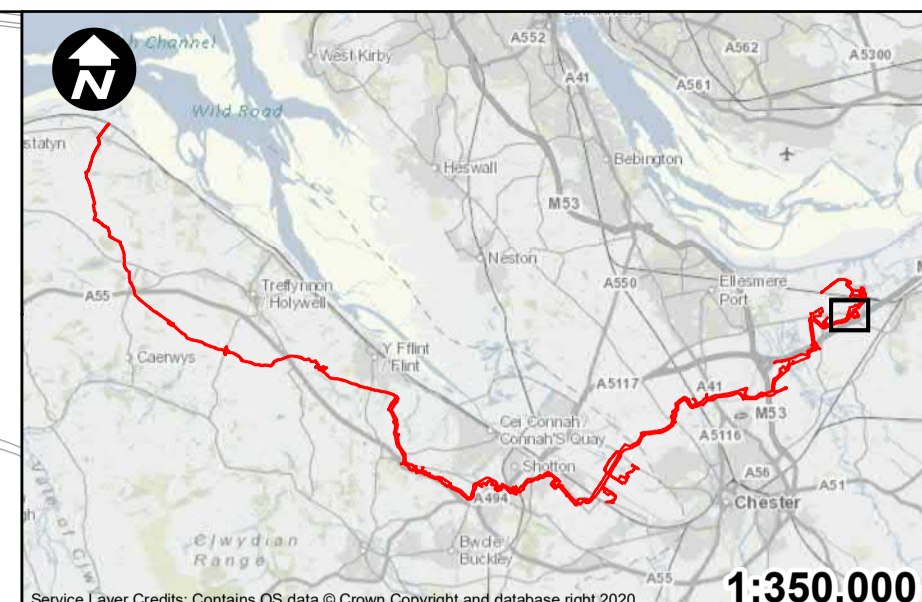 N
h Channel
West Kirby
A552
A41
A562
A5300
A561
Wild Road
statyn
Heswall
Bebington
M53
Neston
A550
Ellesmere
Port
Treffynnon
Holywell
A55
Caerwys
Y Fflint
/ Flint
A5117
A41
M53
Cei Connah /
Connah'S Quay
A5116
Shotton
A56
A51
A494
Chester
Clwydian
Range
Bwcle
Buckley
Vale of Clw
A55
1:350,000
Service Layer Credits: Contains OS data © Crown Copyright and database right 2020